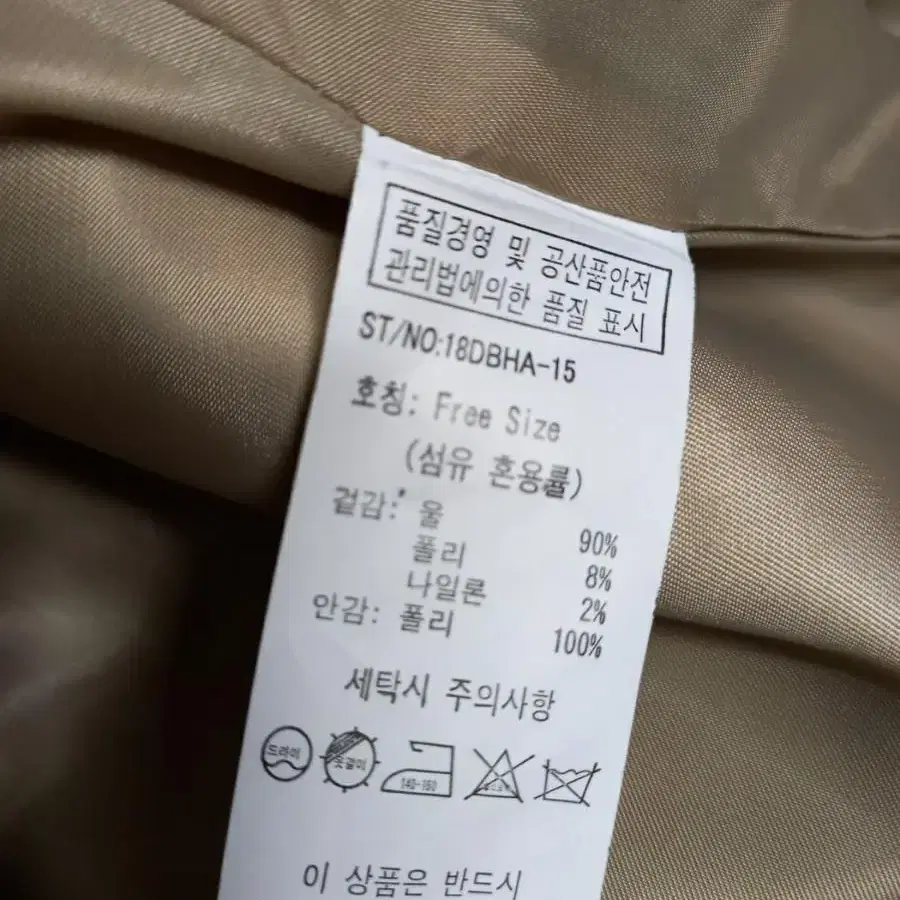 품질경영 및 공산품안전
관리법에의한 품질 표시
ST/NO:18DBHA-15
호칭: Free Size
(섬유 혼용률)
겉감: 울 90%
폴리 8%
나일론 2%
안감: 폴리 100%
세탁시 주의사항
드라이 옷걸이 140-160
이 상품은 반드시